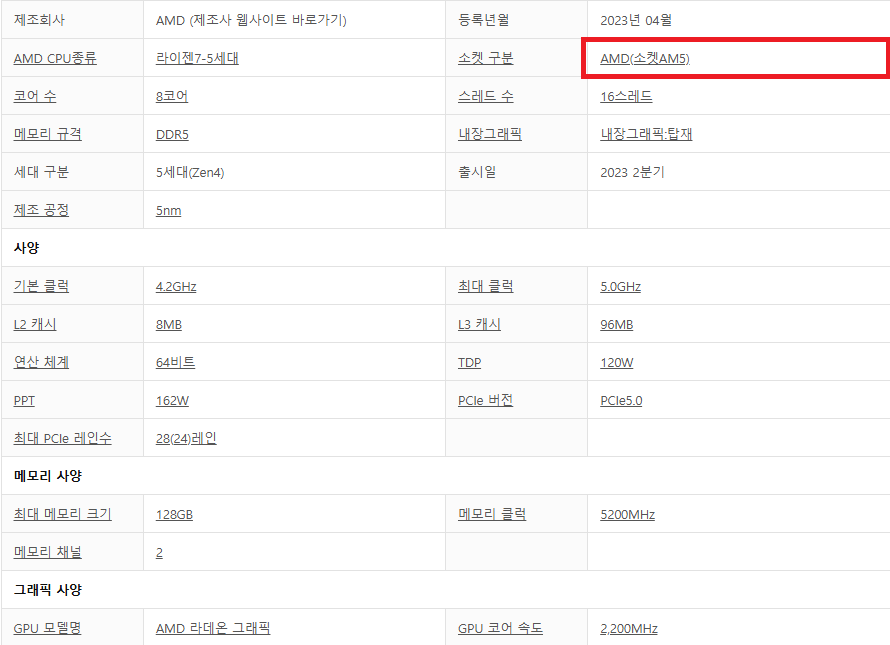 제조회사 AMD (제조사 웹사이트 바로가기) 등록년월 2023년 04월
AMD CPU종류 라이젠7-5세대 소켓 구분 AMD(소켓AM5)
코어 수 8코어 스레드 수 16스레드
메모리 규격 DDR5 내장그래픽 내장그래픽:탑재
세대 구분 5세대(Zen4) 출시일 2023 2분기
제조 공정 5nm
사양
기본 클럭 4.2GHz 최대 클럭 5.0GHz
L2 캐시 8MB L3 캐시 96MB
연산 체계 64비트 TDP 120W
PPT 162W PCIe 버전 PCIe5.0
최대 PCIe 레인수 28(24)레인
메모리 사양
최대 메모리 크기 128GB 메모리 클럭 5200MHz
메모리 채널 2
그래픽 사양
GPU 모델명 AMD 라데온 그래픽 GPU 코어 속도 2,200MHz